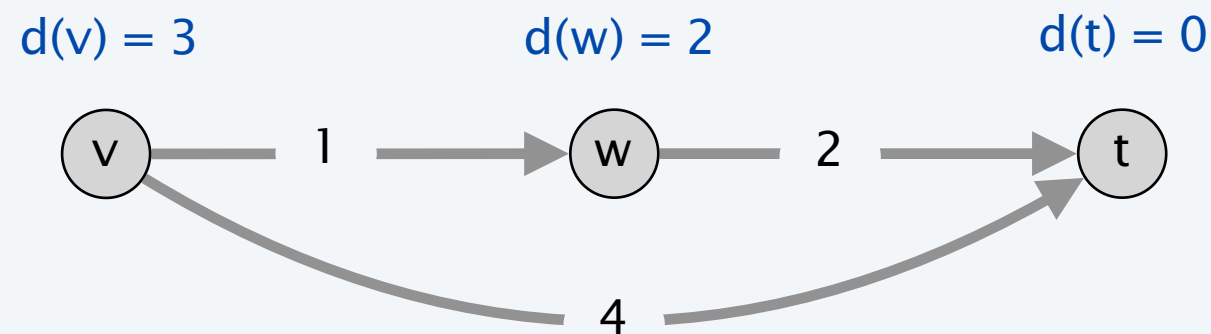 d(v) = 3 d(w) = 2 d(t) = 0
v 1 w 2 t
4